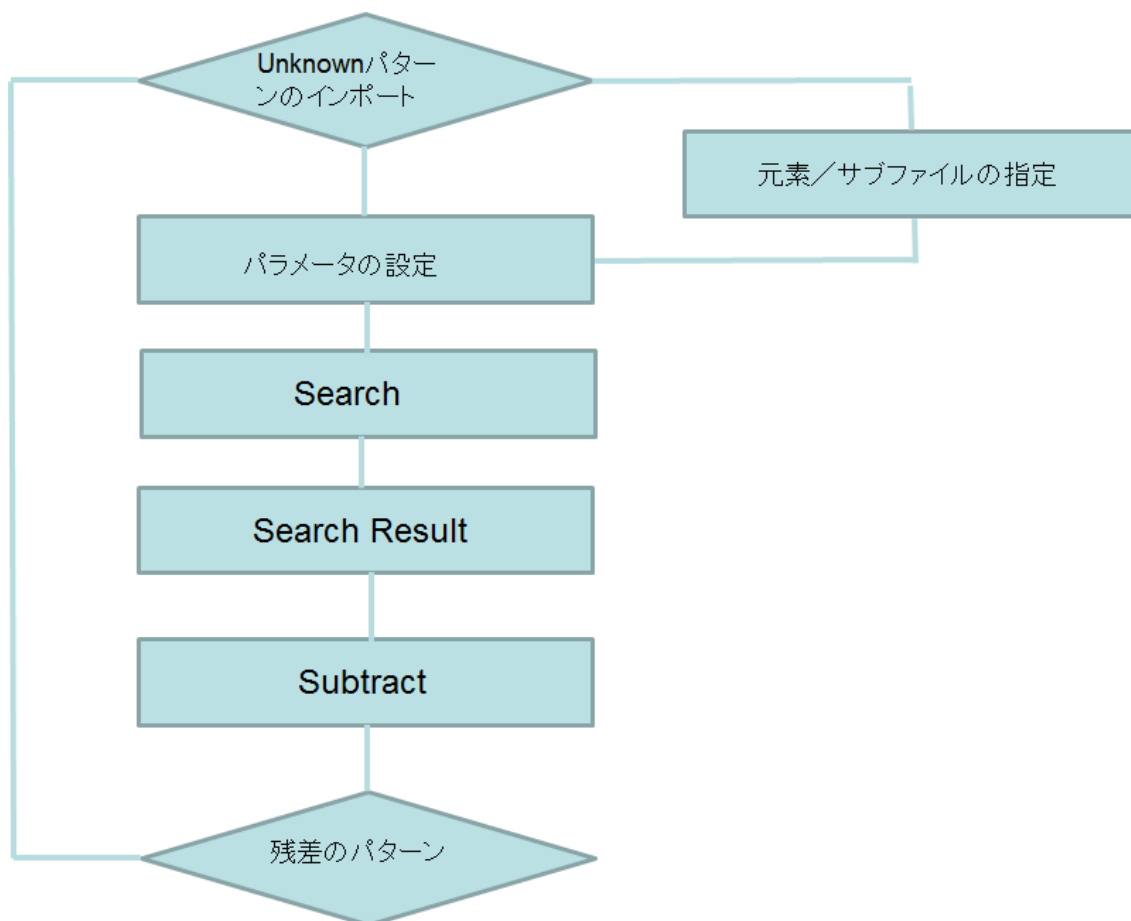 Unknownパター
ンのインポート
元素／サブファイルの指定
パラメータの設定
Search
Search Result
Subtract
残差のパターン